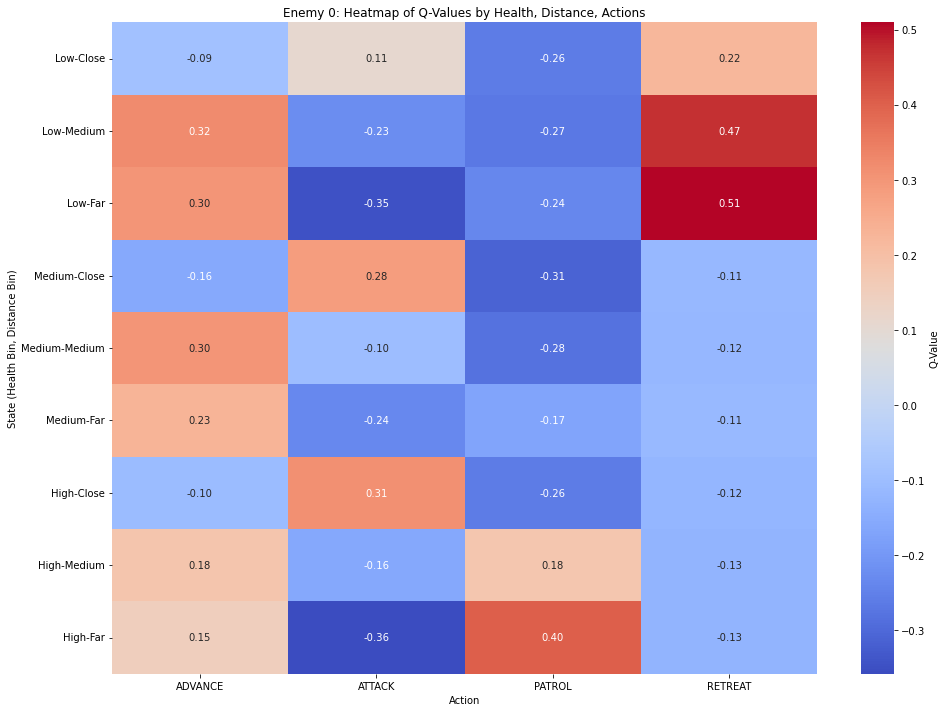 Enemy 0: Heatmap of Q-Values by Health, Distance, Actions
State (Health Bin, Distance Bin)
Low-Close -0.09 0.11 -0.26 0.22
Low-Medium 0.32 -0.23 -0.27 0.47
Low-Far 0.30 -0.35 -0.24 0.51
Medium-Close -0.16 0.28 -0.31 -0.11
Medium-Medium 0.30 -0.10 -0.28 -0.12
Medium-Far 0.23 -0.24 -0.17 -0.11
High-Close -0.10 0.31 -0.26 -0.12
High-Medium 0.18 -0.16 0.18 -0.13
High-Far 0.15 -0.36 0.40 -0.13
ADVANCE ATTACK PATROL RETREAT
Action
0.5
0.4
0.3
0.2
0.1
0.0
−0.1
−0.2
−0.3
Q-Value